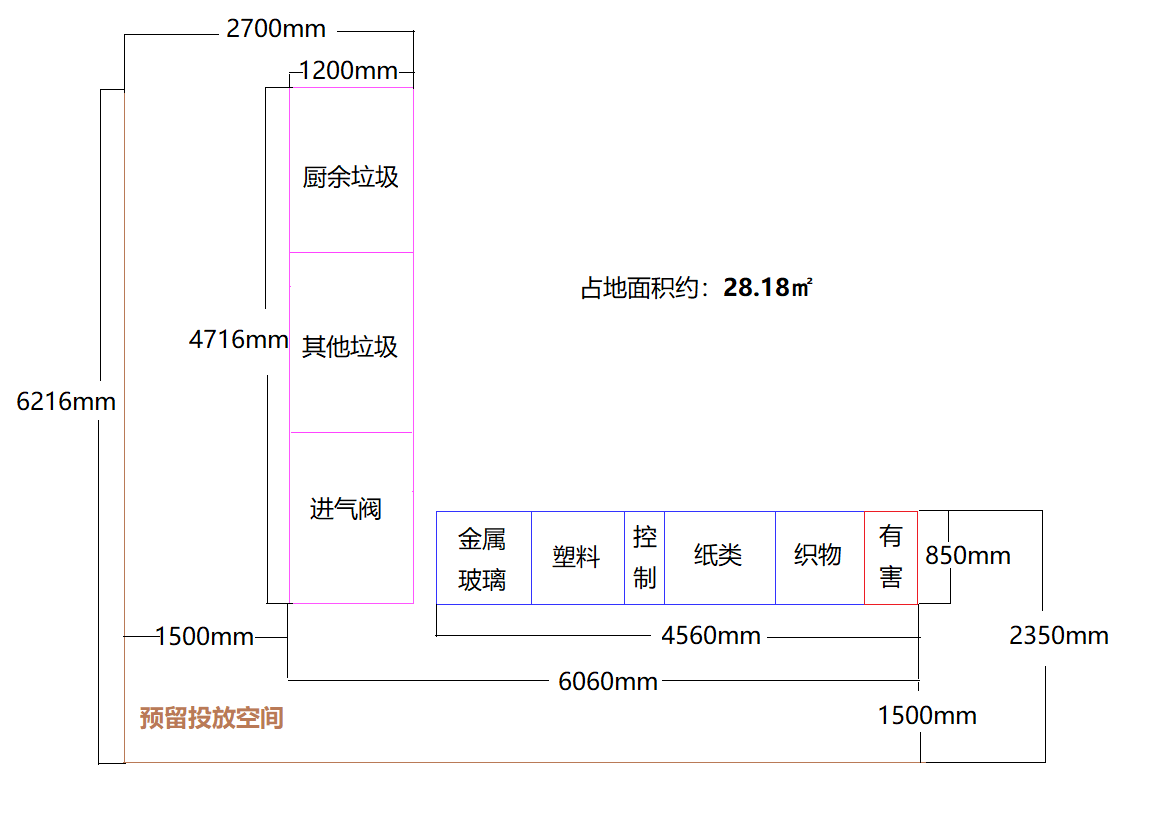 2700mm
1200mm
厨余垃圾
占地面积约：28.18㎡
4716mm
其他垃圾
6216mm
进气阀
金属
玻璃
塑料
控
制
纸类
织物
有
害
850mm
1500mm
4560mm
2350mm
6060mm
预留投放空间
1500mm